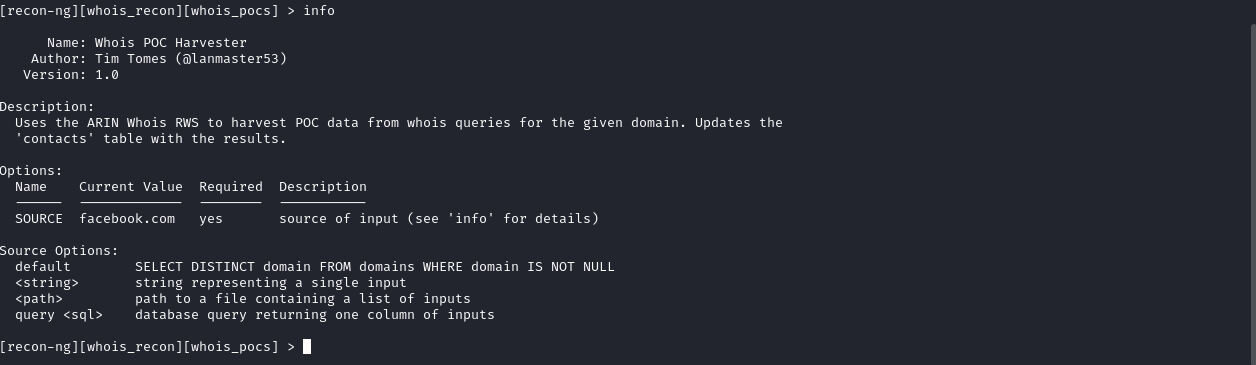 [recon-ng][whois_recon][whois_pocs] > info
Name: Whois POC Harvester
Author: Tim Tomes (@lanmaster53)
Version: 1.0
Description:
Uses the ARIN Whois RWS to harvest POC data from whois queries for the given domain. Updates the
'contacts' table with the results.
Options:
Name Current Value Required Description
------ ------------- -------- -----------
SOURCE facebook.com yes source of input (see 'info' for details)
Source Options:
default SELECT DISTINCT domain FROM domains WHERE domain IS NOT NULL
<string> string representing a single input
<path> path to a file containing a list of inputs
query <sql> database query returning one column of inputs
[recon-ng][whois_recon][whois_pocs] >